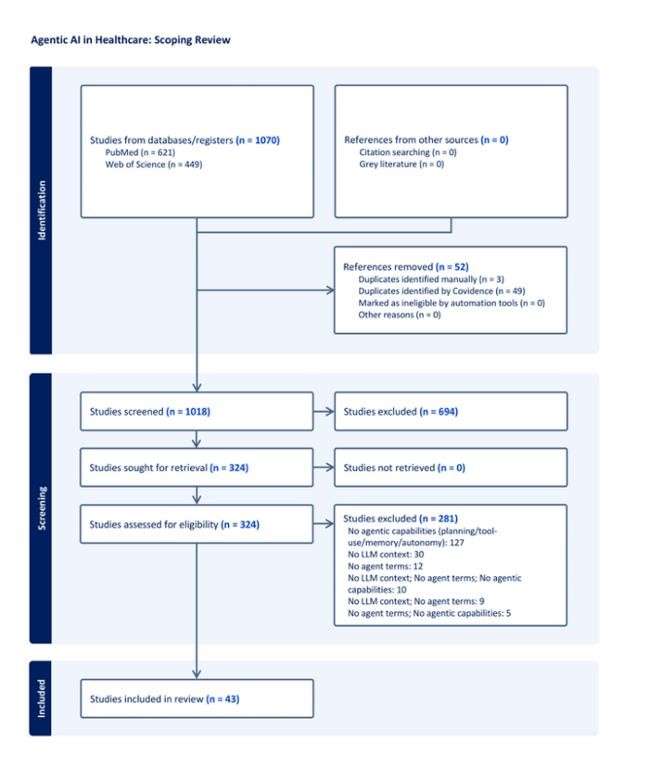 Agentic AI in Healthcare: Scoping Review
Identification
Studies from databases/registers (n = 1070)
PubMed (n = 621)
Web of Science (n = 449)
References from other sources (n = 0)
Citation searching (n = 0)
Grey literature (n = 0)
References removed (n = 52)
Duplicates identified manually (n = 3)
Duplicates identified by Covidence (n = 49)
Marked as ineligible by automation tools (n = 0)
Other reasons (n = 0)
Screening
Studies screened (n = 1018)
Studies excluded (n = 694)
Studies sought for retrieval (n = 324)
Studies not retrieved (n = 0)
Studies assessed for eligibility (n = 324)
Studies excluded (n = 281)
No agentic capabilities (planning/tool-
use/memory/autonomy): 127
No LLM context: 30
No agent terms: 12
No LLM context; No agent terms; No agentic
capabilities: 10
No LLM context; No agent terms: 9
No agent terms; No agentic capabilities: 5
Included
Studies included in review (n = 43)